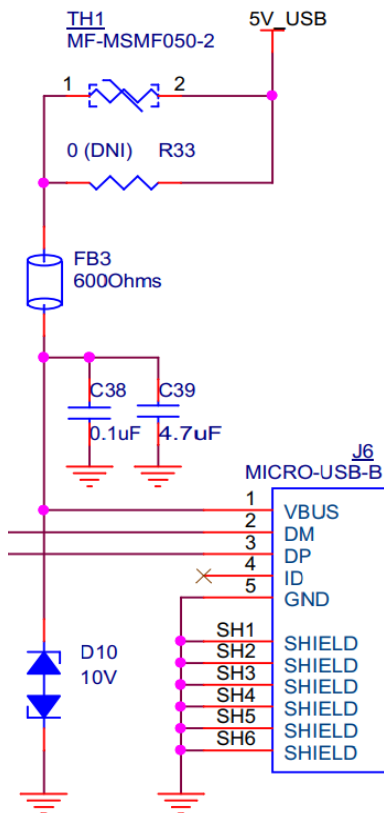 TH1
5V_USB
MF-MSMF050-2
1
2
0 (DNI)
R33
FB3
600Ohms
C38
C39
0.1uF
4.7uF
J6
MICRO-USB-B
1
VBUS
2
DM
3
DP
4
ID
5
GND
SH1
SHIELD
SH2
SHIELD
SH3
SHIELD
SH4
SHIELD
SH5
SHIELD
SH6
SHIELD
D10
10V